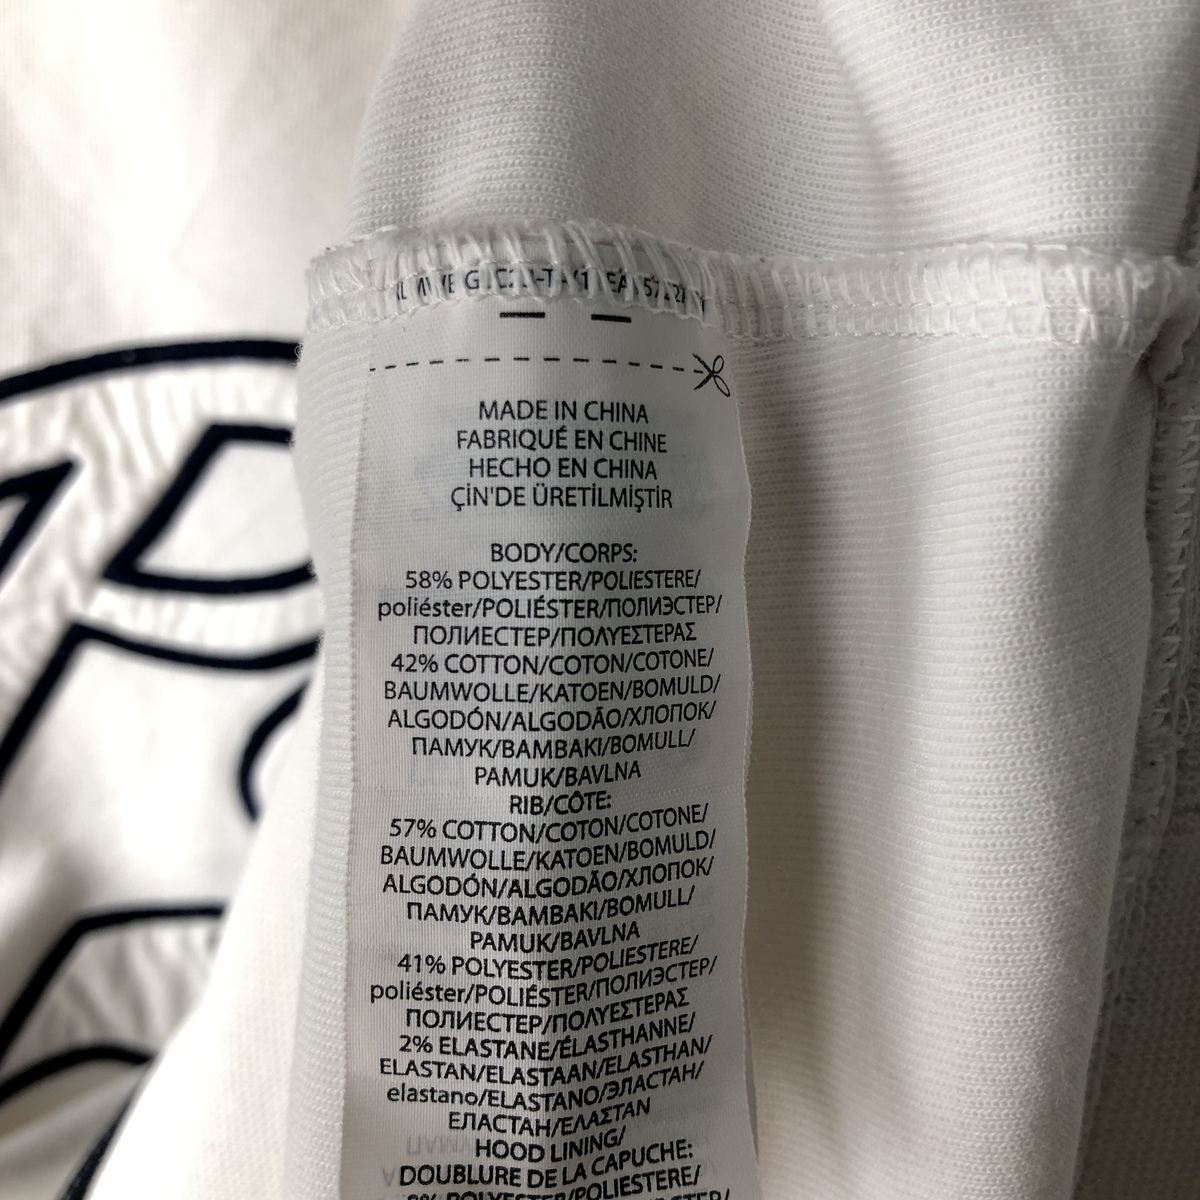 MADE IN CHINA
FABRIQUÉ EN CHINE
HECHO EN CHINA
ÇİN'DE ÜRETİLMİŞTİR
BODY/CORPS:
58% POLYESTER/POLIESTERE/
poliéster/POLIÉSTER/ПОЛИЭСТЕР/
ПОЛИЕСТЕР/ΠΟΛΥΕΣΤΕΡΑΣ
42% COTTON/COTON/COTONE/
BAUMWOLLE/KATOEN/BOMULD/
ALGODÓN/ALGODÃO/ХЛОПОК/
ПАМУК/BAMBAKI/BOMULL/
PAMUK/BAVLNA
RIB/CÔTE:
57% COTTON/COTON/COTONE/
BAUMWOLLE/KATOEN/BOMULD/
ALGODÓN/ALGODÃO/ХЛОПОК/
ПАМУК/BAMBAKI/BOMULL/
PAMUK/BAVLNA
41% POLYESTER/POLIESTERE/
poliéster/POLIÉSTER/ПОЛИЭСТЕР/
ПОЛИЕСТЕР/ΠΟΛΥΕΣΤΕΡΑΣ
2% ELASTANE/ÉLASTHANNE/
ELASTAN/ELASTAAN/ELASTHAN/
elastano/ELASTANO/ЭЛАСТАН/
ЕЛАСТАН/ΕΛΑΣΤΑΝ
HOOD LINING/
DOUBLURE DE LA CAPUCHE:
POLYESTER/POLIESTERE/